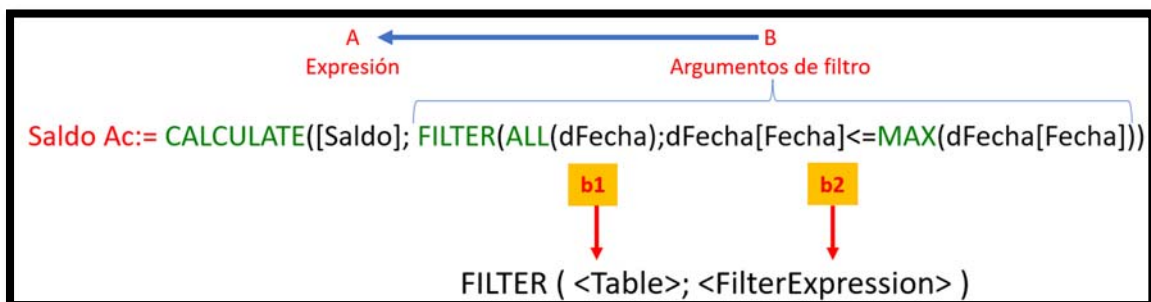 A B
Expresión Argumentos de filtro
Saldo Ac:= CALCULATE([Saldo]; FILTER(ALL(dFecha);dFecha[Fecha]<=MAX(dFecha[Fecha]))
b1 b2
FILTER ( <Table>; <FilterExpression> )